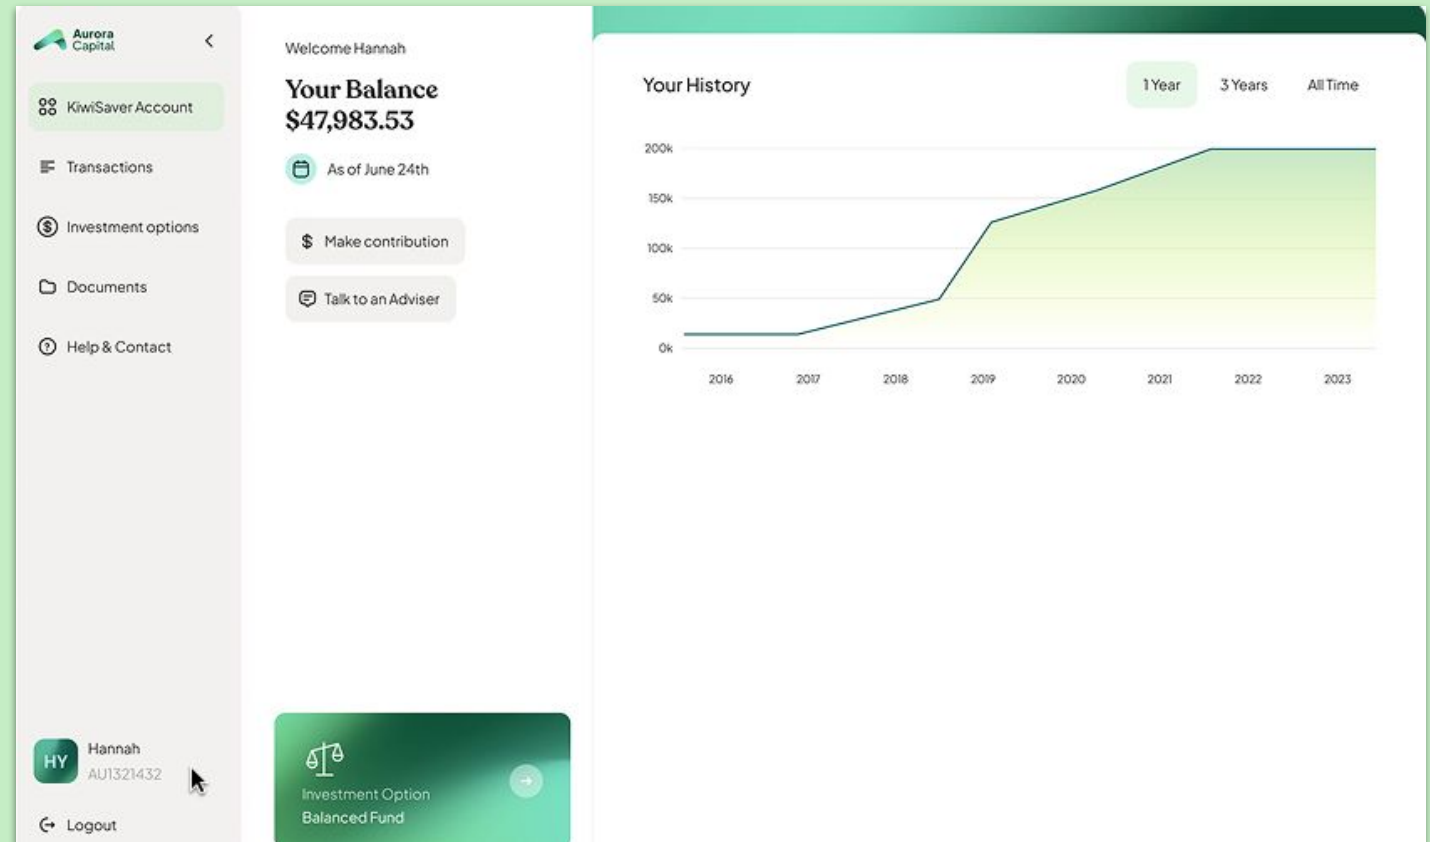 Aurora
Capital
KiwiSaver Account
Transactions
Investment options
Documents
Help & Contact
HY
Hannah
AU1321432
Logout
Welcome Hannah
Your Balance
$47,983.53
As of June 24th
$ Make contribution
Talk to an Adviser
Investment Option
Balanced Fund
Your History
1 Year 3 Years All Time
200k
150k
100k
50k
0k
2016 2017 2018 2019 2020 2021 2022 2023